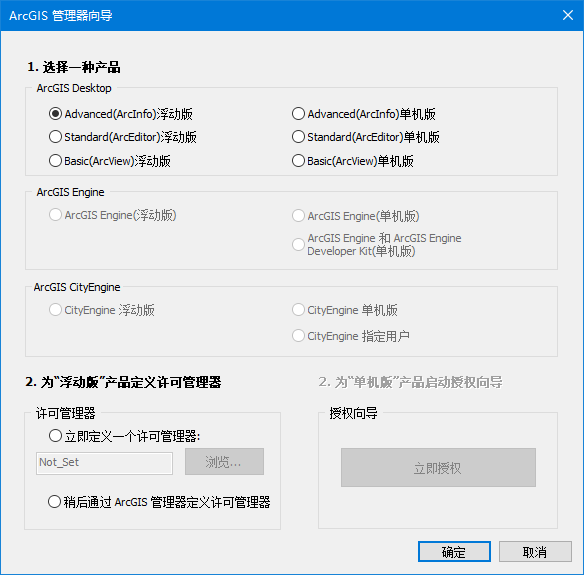 ArcGIS 管理器向导
1. 选择一种产品
ArcGIS Desktop
Advanced(ArcInfo)浮动版
Advanced(ArcInfo)单机版
Standard(ArcEditor)浮动版
Standard(ArcEditor)单机版
Basic(ArcView)浮动版
Basic(ArcView)单机版
ArcGIS Engine
ArcGIS Engine(浮动版)
ArcGIS Engine(单机版)
ArcGIS Engine 和 ArcGIS Engine
Developer Kit(单机版)
ArcGIS CityEngine
CityEngine 浮动版
CityEngine 单机版
CityEngine 指定用户
2. 为“浮动版”产品定义许可管理器
2. 为“单机版”产品启动授权向导
许可管理器
立即定义一个许可管理器:
Not_Set
浏览...
稍后通过 ArcGIS 管理器定义许可管理器
授权向导
立即授权
确定
取消